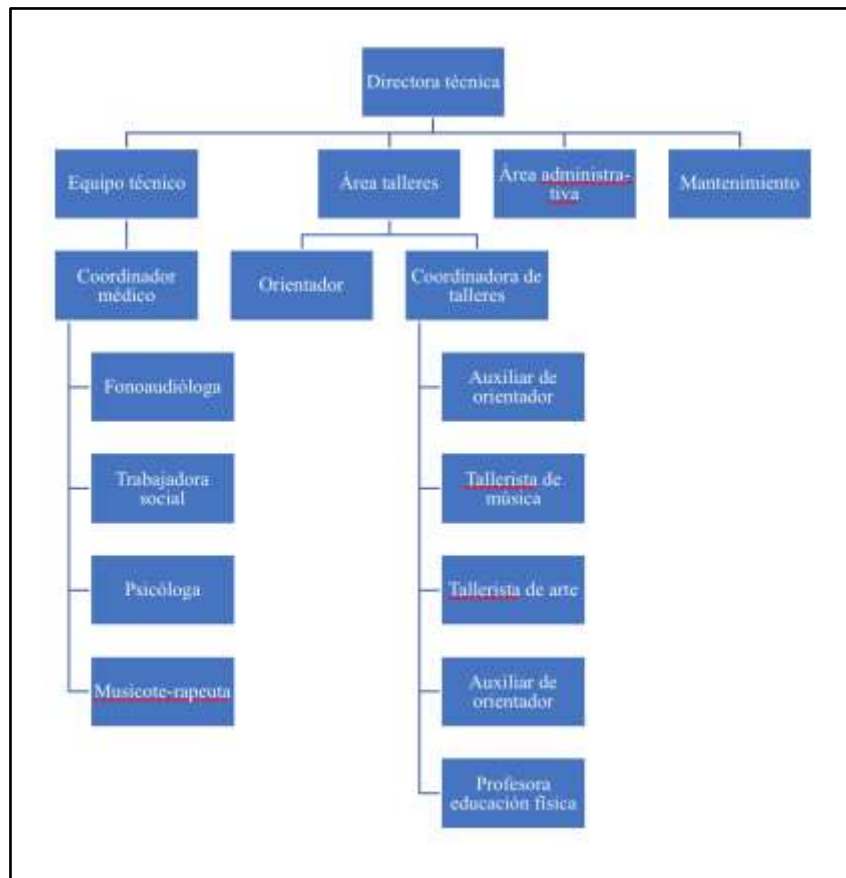 Directora técnica
Equipo técnico
Área talleres
Área administra-
tiva
Mantenimiento
Coordinador
médico
Orientador
Coordinadora de
talleres
Fonoaudióloga
Trabajadora
social
Psicóloga
Musicote-rapeuta
Auxiliar de
orientador
Tallerista de
música
Tallerista de arte
Auxiliar de
orientador
Profesora
educación física